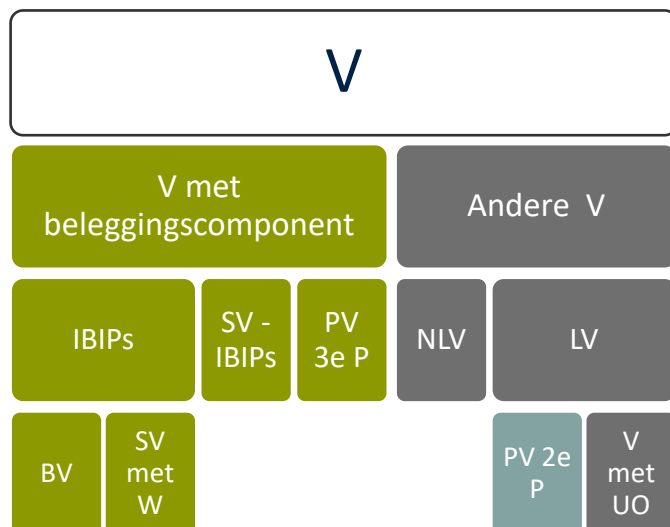 V
V met
beleggingscomponent
Andere V
IBIPs
SV -
IBIPs
PV
3e P
NLV
LV
BV
SV
met
W
PV 2e
P
V
met
UO